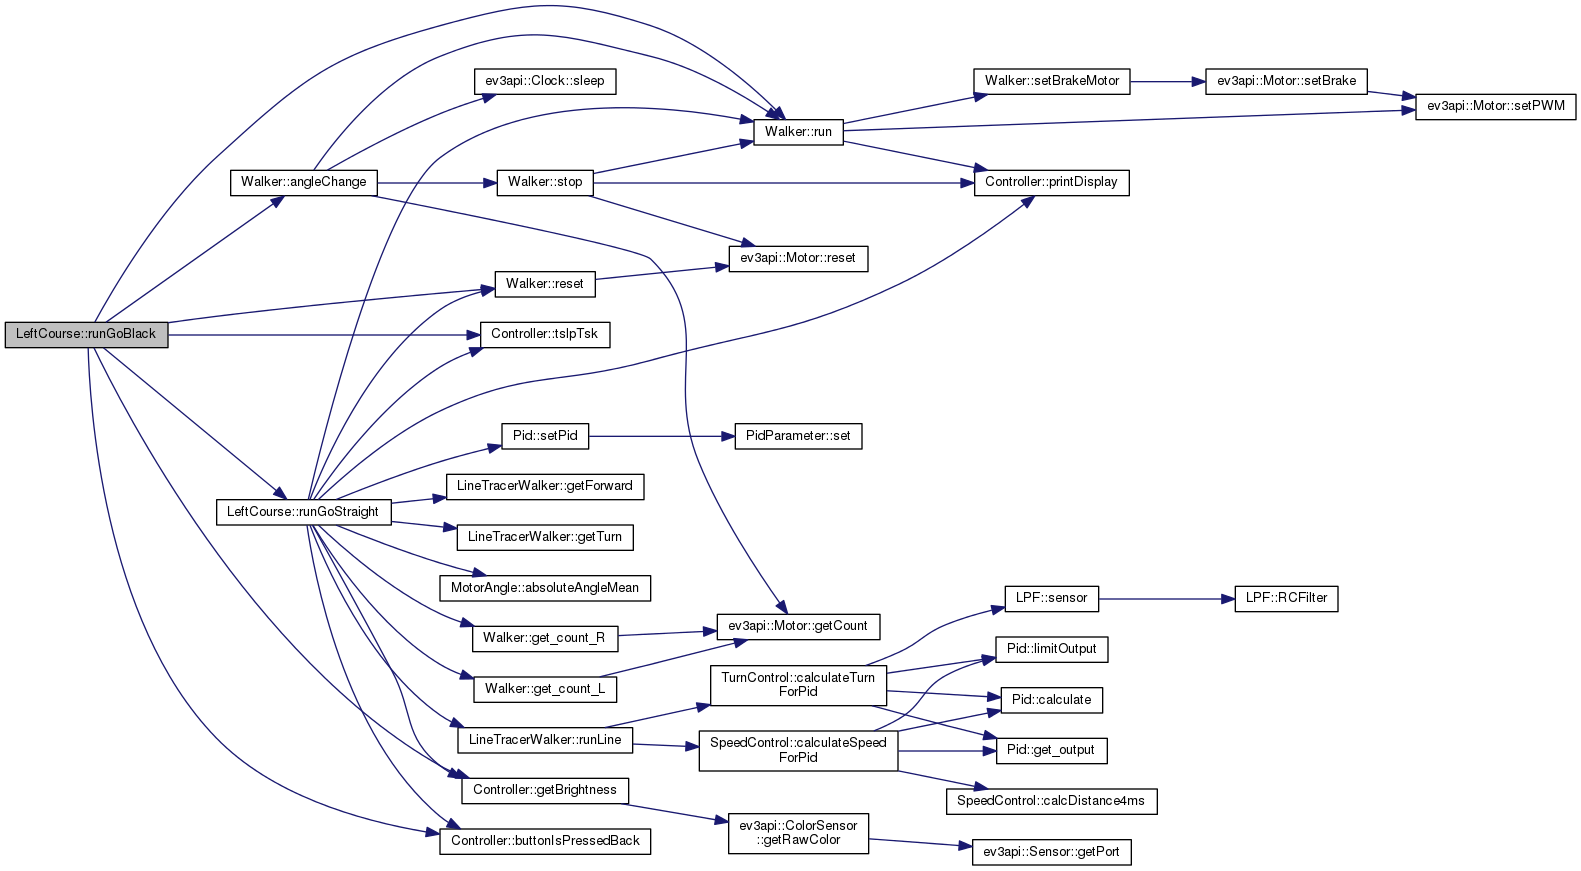 LeftCourse::runGoBlack
Walker::angleChange
LeftCourse::runGoStraight
ev3api::Clock::sleep
Walker::stop
Walker::reset
Controller::tslpTsk
Pid::setPid
LineTracerWalker::getForward
LineTracerWalker::getTurn
MotorAngle::absoluteAngleMean
Walker::get_count_R
Walker::get_count_L
LineTracerWalker::runLine
Controller::getBrightness
Controller::buttonIsPressedBack
Walker::run
ev3api::Motor::reset
PidParameter::set
ev3api::Motor::getCount
TurnControl::calculateTurn
ForPid
SpeedControl::calculateSpeed
ForPid
ev3api::ColorSensor
::getRawColor
Walker::setBrakeMotor
Controller::printDisplay
LPF::sensor
Pid::limitOutput
Pid::calculate
Pid::get_output
SpeedControl::calcDistance4ms
ev3api::Sensor::getPort
ev3api::Motor::setBrake
LPF::RCFilter
ev3api::Motor::setPWM